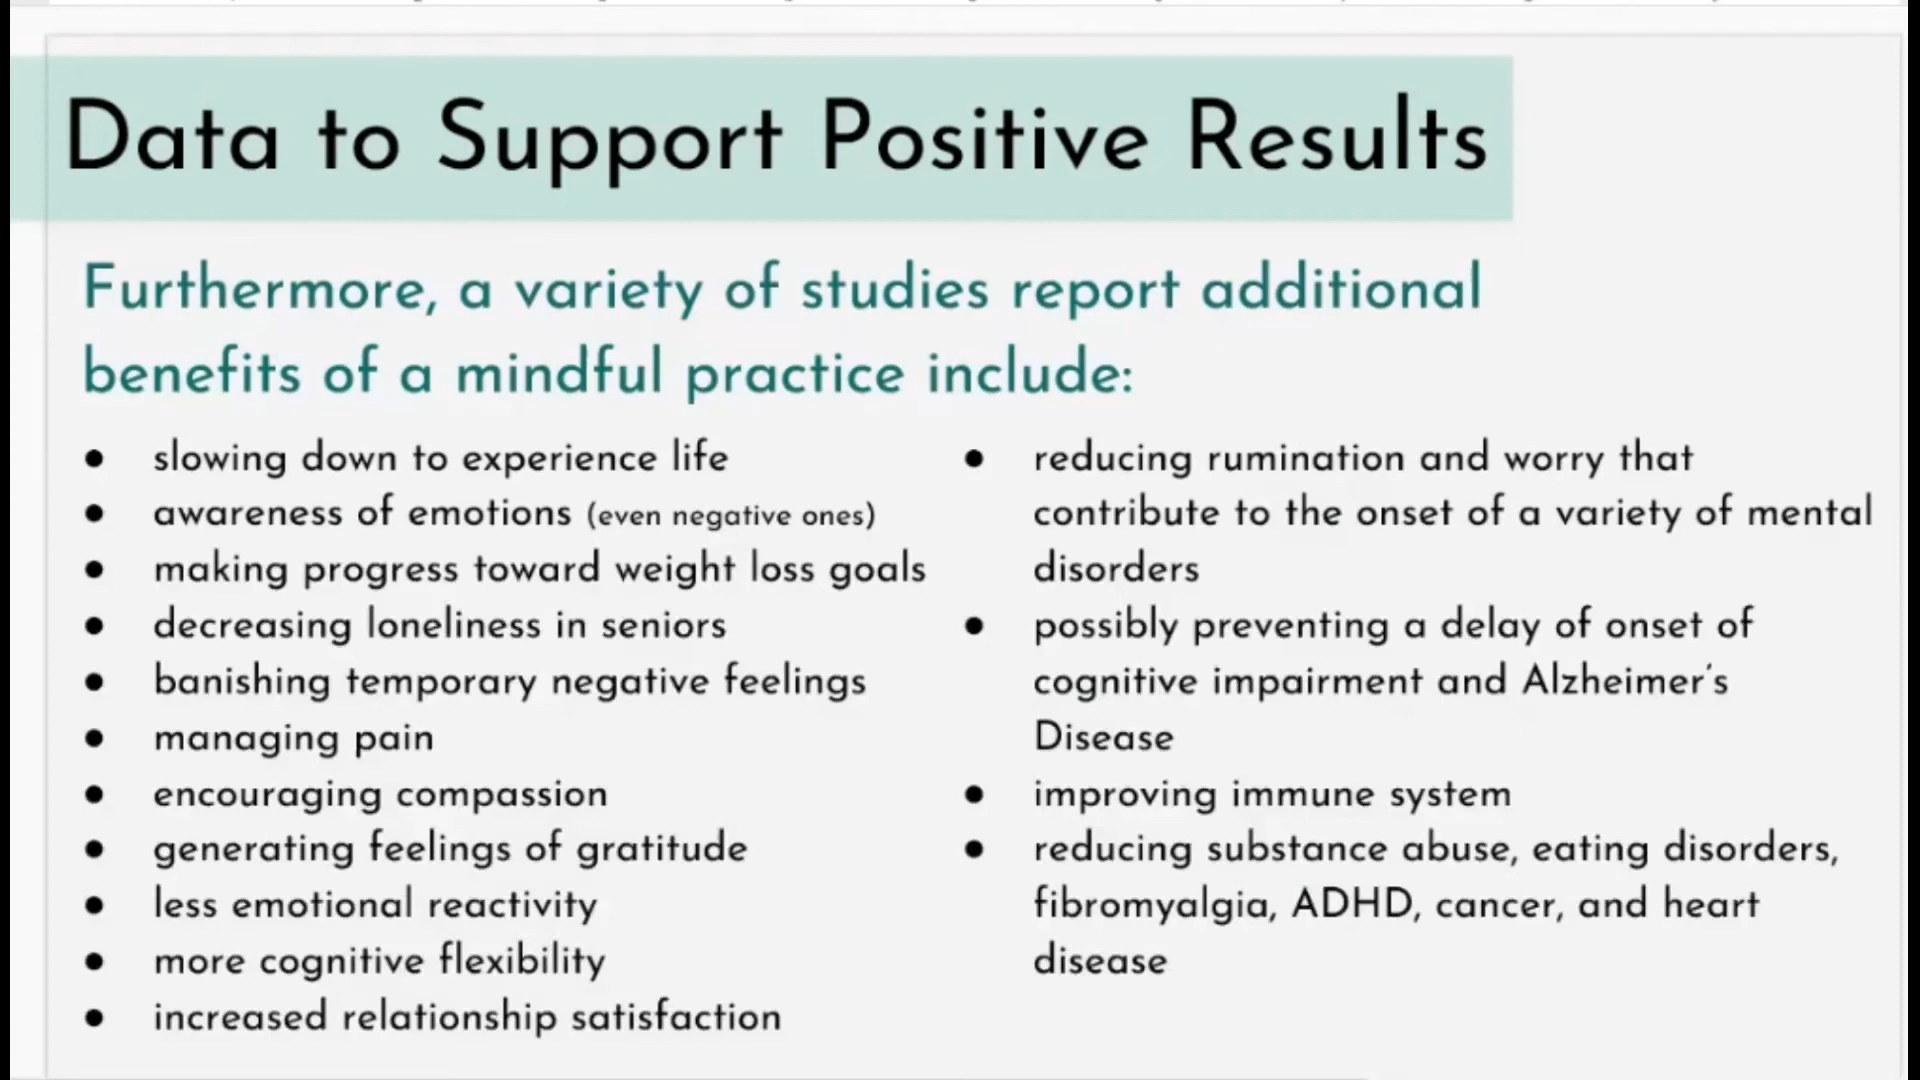 Data to Support Positive Results
Furthermore, a variety of studies report additional
benefits of a mindful practice include:
● slowing down to experience life
● awareness of emotions (even negative ones)
● making progress toward weight loss goals
● decreasing loneliness in seniors
● banishing temporary negative feelings
● managing pain
● encouraging compassion
● generating feelings of gratitude
● less emotional reactivity
● more cognitive flexibility
● increased relationship satisfaction
● reducing rumination and worry that
contribute to the onset of a variety of mental
disorders
● possibly preventing a delay of onset of
cognitive impairment and Alzheimer's
Disease
● improving immune system
● reducing substance abuse, eating disorders,
fibromyalgia, ADHD, cancer, and heart
disease